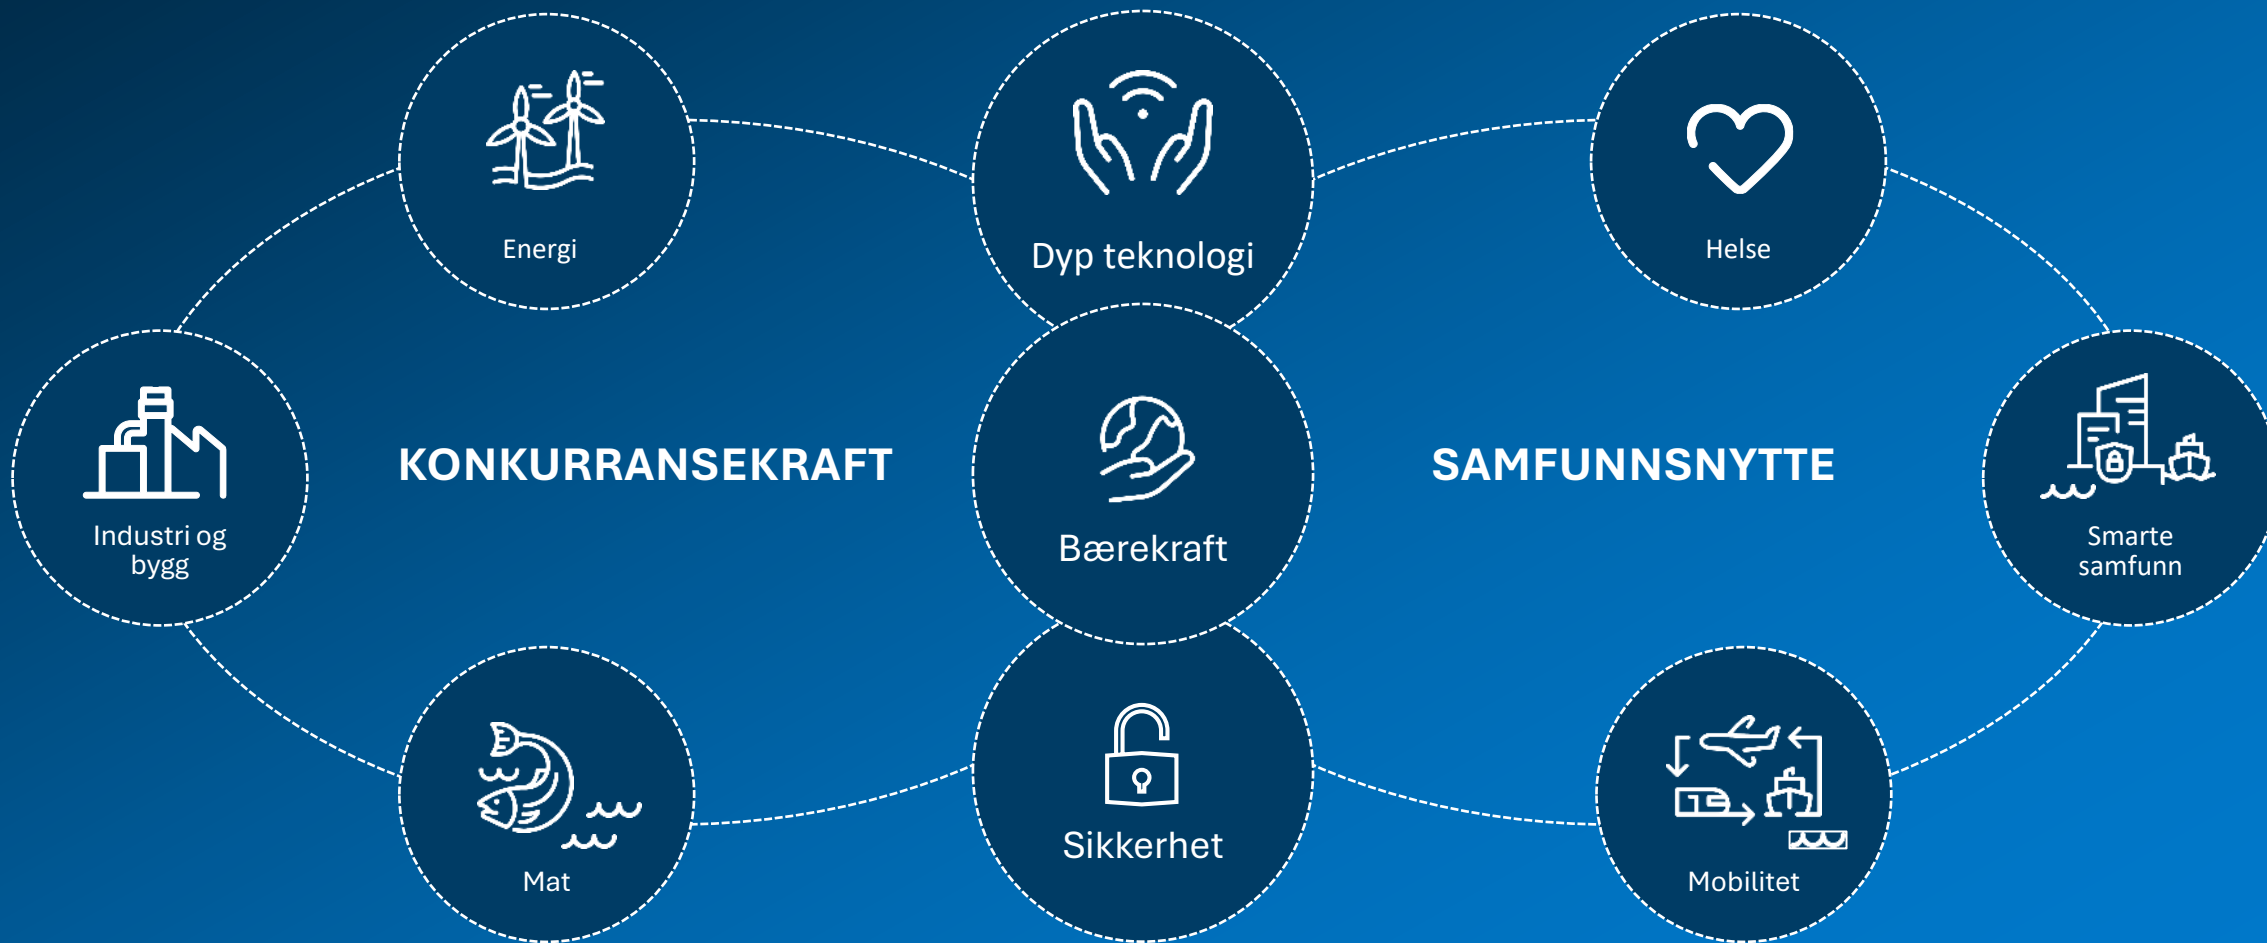 Energi
Dyp teknologi
Helse
Industri og
bygg
KONKURRANSEKRAFT
Bærekraft
SAMFUNNSNYTTE
Smarte
samfunn
Mat
Sikkerhet
Mobilitet